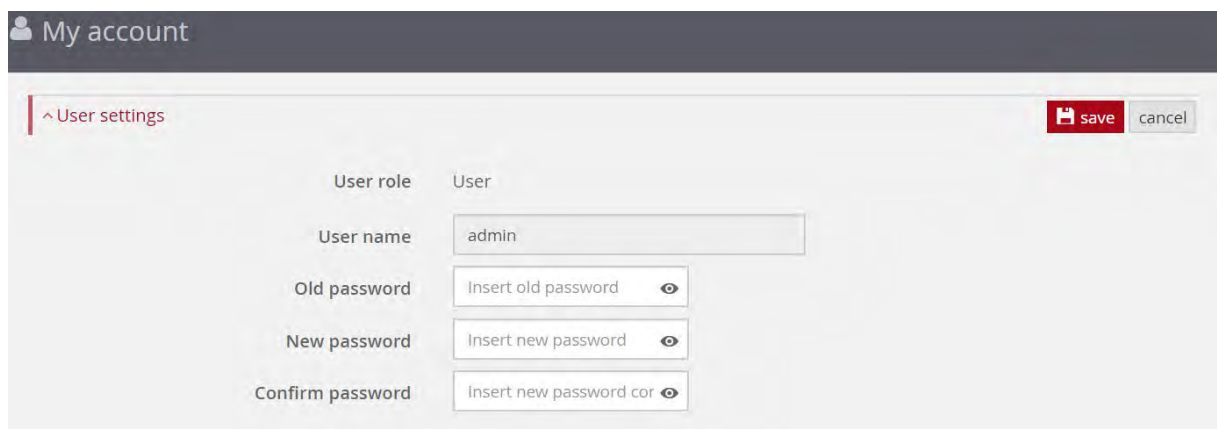 My account
User settings
save cancel
User role User
User name admin
Old password Insert old password
New password Insert new password
Confirm password Insert new password cor